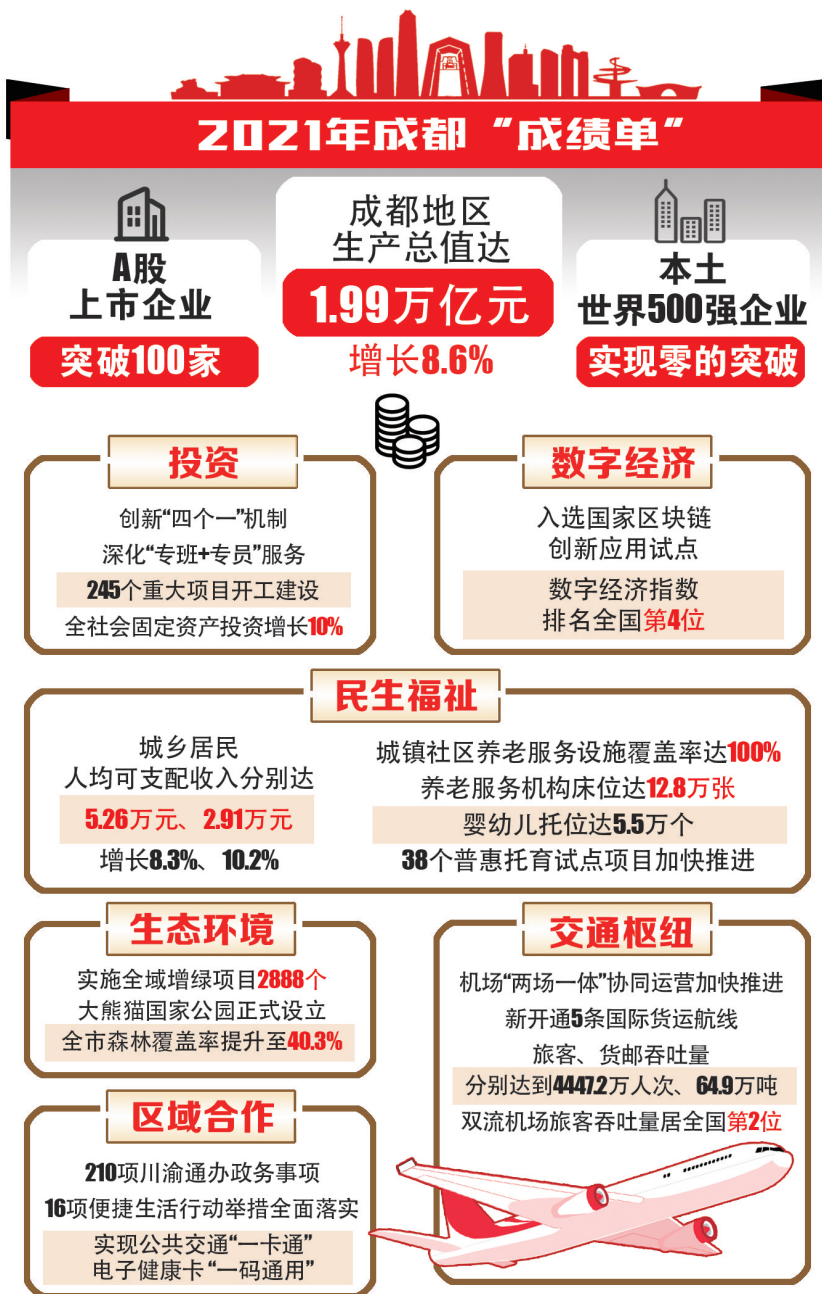 2021年成都“成绩单”
A股
上市企业
突破100家
成都地区
生产总值达
1.99万亿元
增长8.6%
本土
世界500强企业
实现零的突破
投资
创新“四个一”机制
深化“专班+专员”服务
245个重大项目开工建设
全社会固定资产投资增长10%
数字经济
入选国家区块链
创新应用试点
数字经济指数
排名全国第4位
民生福祉
城乡居民
人均可支配收入分别达
5.26万元、2.91万元
增长8.3%、10.2%
城镇社区养老服务设施覆盖率达100%
养老服务机构床位达12.8万张
婴幼儿托位达5.5万个
38个普惠托育试点项目加快推进
生态环境
实施全域增绿项目2888个
大熊猫国家公园正式设立
全市森林覆盖率提升至40.3%
交通枢纽
机场“两场一体”协同运营加快推进
新开通5条国际货运航线
旅客、货邮吞吐量
分别达到4447.2万人次、64.9万吨
双流机场旅客吞吐量居全国第2位
区域合作
210项川渝通办政务事项
16项便捷生活行动举措全面落实
实现公共交通“一卡通”
电子健康卡“一码通用”